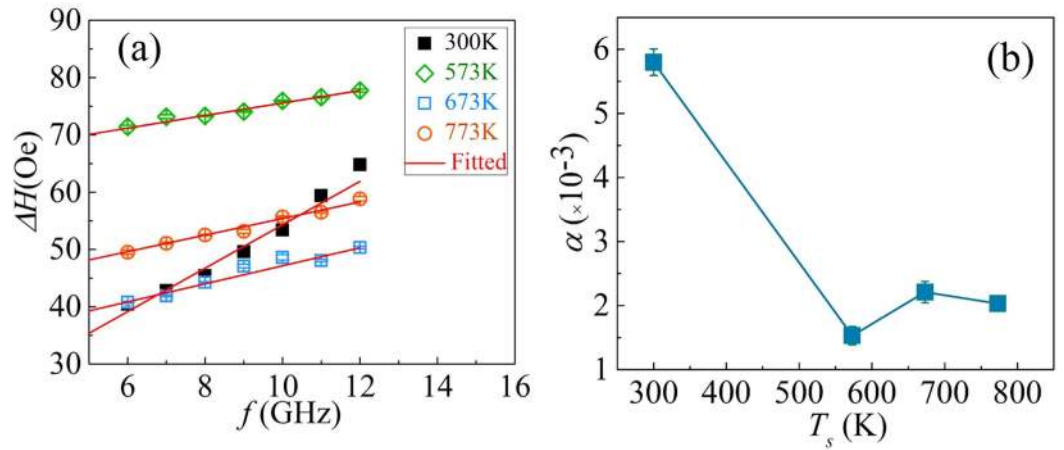 (a)
300K
573K
673K
773K
Fitted
90
80
70
60
50
40
30
ΔH(Oe)
6 8 10 12 14 16
f(GHz)
(b)
6
5
4
3
2
1
α(×10-3)
300 400 500 600 700 800
Ts (K)